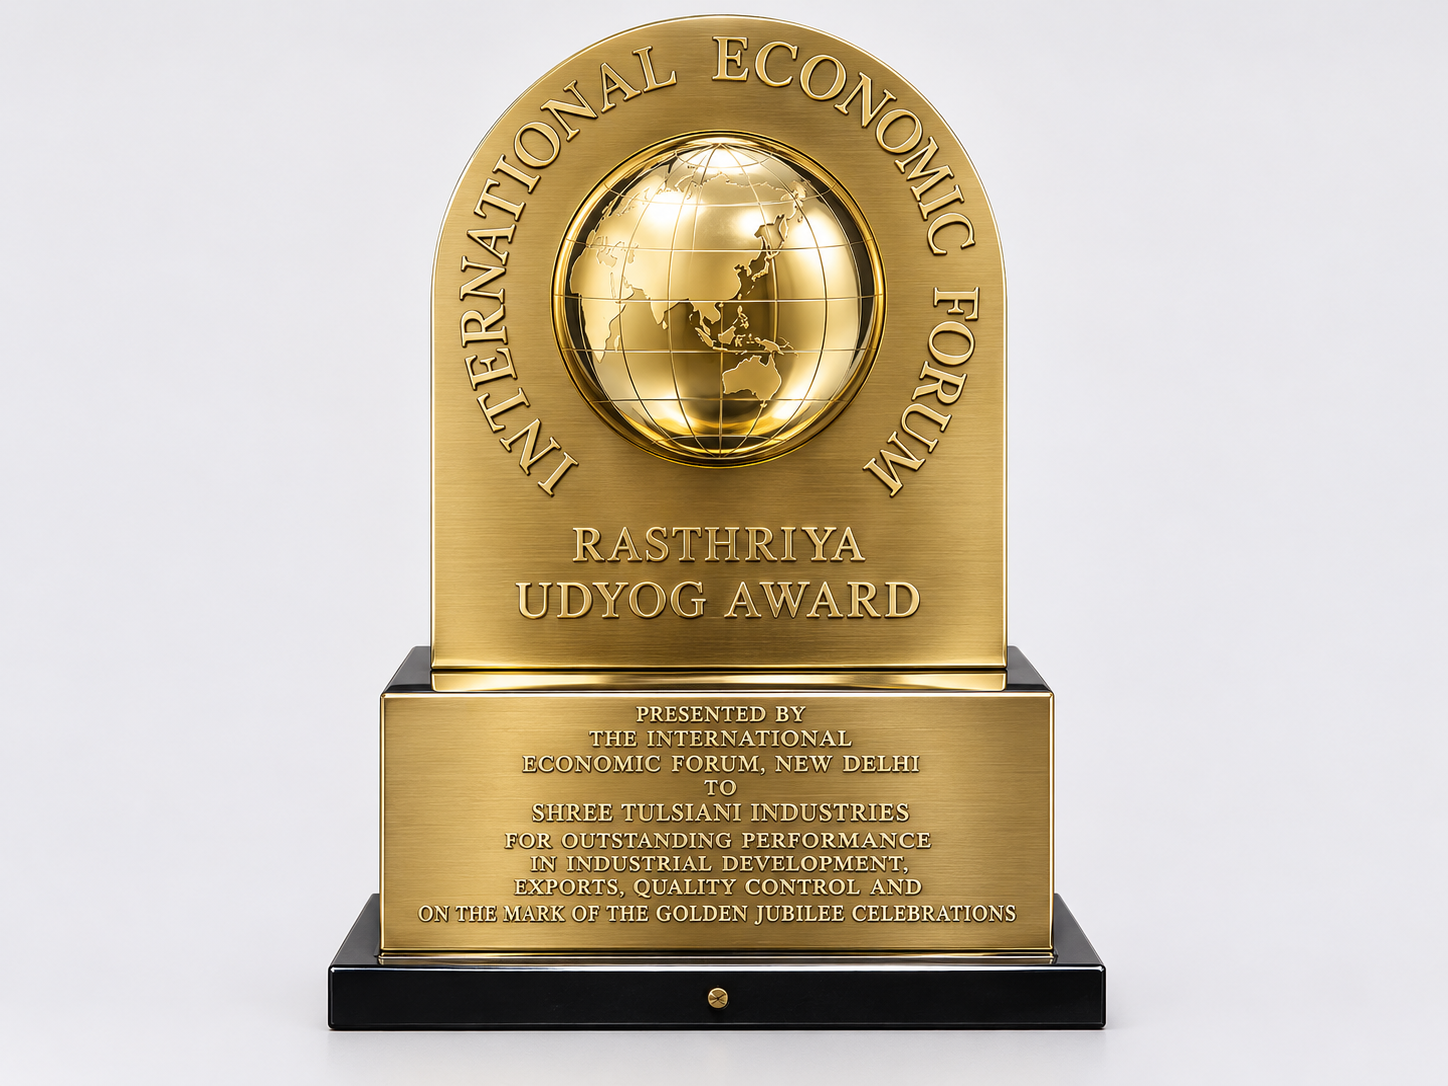 INTERNATIONAL ECONOMIC FORUM
RASTHRIYA
UDYOG AWARD
PRESENTED BY
THE INTERNATIONAL
ECONOMIC FORUM, NEW DELHI
TO
SHREE TULSIANI INDUSTRIES
FOR OUTSTANDING PERFORMANCE
IN INDUSTRIAL DEVELOPMENT,
EXPORTS, QUALITY CONTROL AND
ON THE MARK OF THE GOLDEN JUBILEE CELEBRATIONS